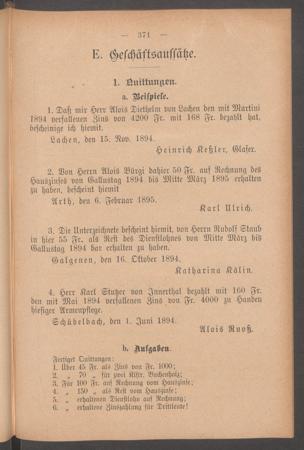 — 371 —
E. Geschäftsaufsätze.
1. Quittungen.
a. Beispiele.
1. Daß mir Herr Alois Diethelm von Lachen den mit Martini
1894 verfallenen Zins von 4200 Fr. mit 168 Fr. bezahlt hat,
bescheinige ich hiemit.
Lachen, den 15. Nov. 1894.
Heinrich Keßler, Glaser.
2. Von Herrn Alois Bürgi dahier 50 Fr. auf Rechnung des
Hauszinses von Gallustag 1894 bis Mitte März 1895 erhalten
zu haben, bescheint hiemit
Arth, den 6. Februar 1895.
Karl Ulrich.
3. Die Unterzeichnete bescheint hiemit, von Herrn Rudolf Staub
in hier 55 Fr. als Rest des Dienstlohnes von Mitte März bis
Gallustag 1894 bar erhalten zu haben.
Galgenen, den 16. Oktober 1894.
Katharina Kälin.
4. Herr Karl Stutzer von Innerthal bezahlt mit 160 Fr.
den mit Mai 1894 verfallenen Zins von Fr. 4000 zu Handen
hiesiger Armenpflege.
Schübelbach, den 1. Juni 1894.
Alois Ruoß.
b. Aufgaben.
Fertiget Quittungen:
1. Über 45 Fr. als Zins von Fr. 1000;
2. „ 70 „ für zwei Klftr. Buchenholz;
3. Für 100 Fr. auf Rechnung vom Hauszinse;
4. „ 150 „ als Rest vom Hauszinse;
5. „ erhaltenen Dienstlohn auf Rechnung;
6. „ erhaltene Zinszahlung für Drittleute!